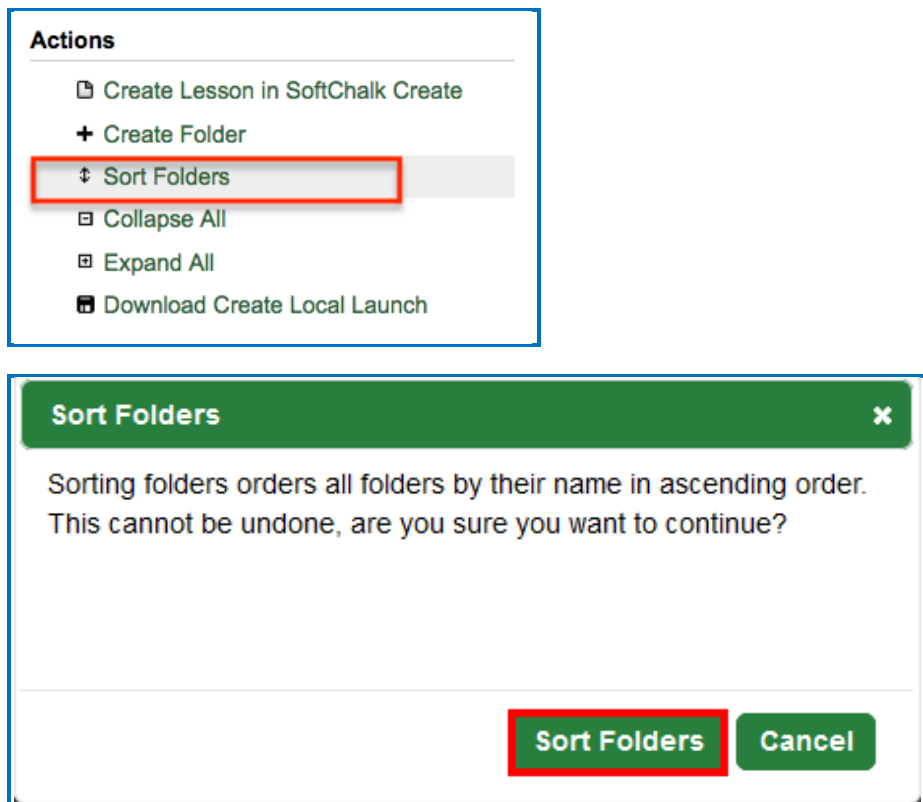 Actions
Create Lesson in SoftChalk Create
Create Folder
Sort Folders
Collapse All
Expand All
Download Create Local Launch
Sort Folders
Sorting folders orders all folders by their name in ascending order.
This cannot be undone, are you sure you want to continue?
Sort Folders Cancel